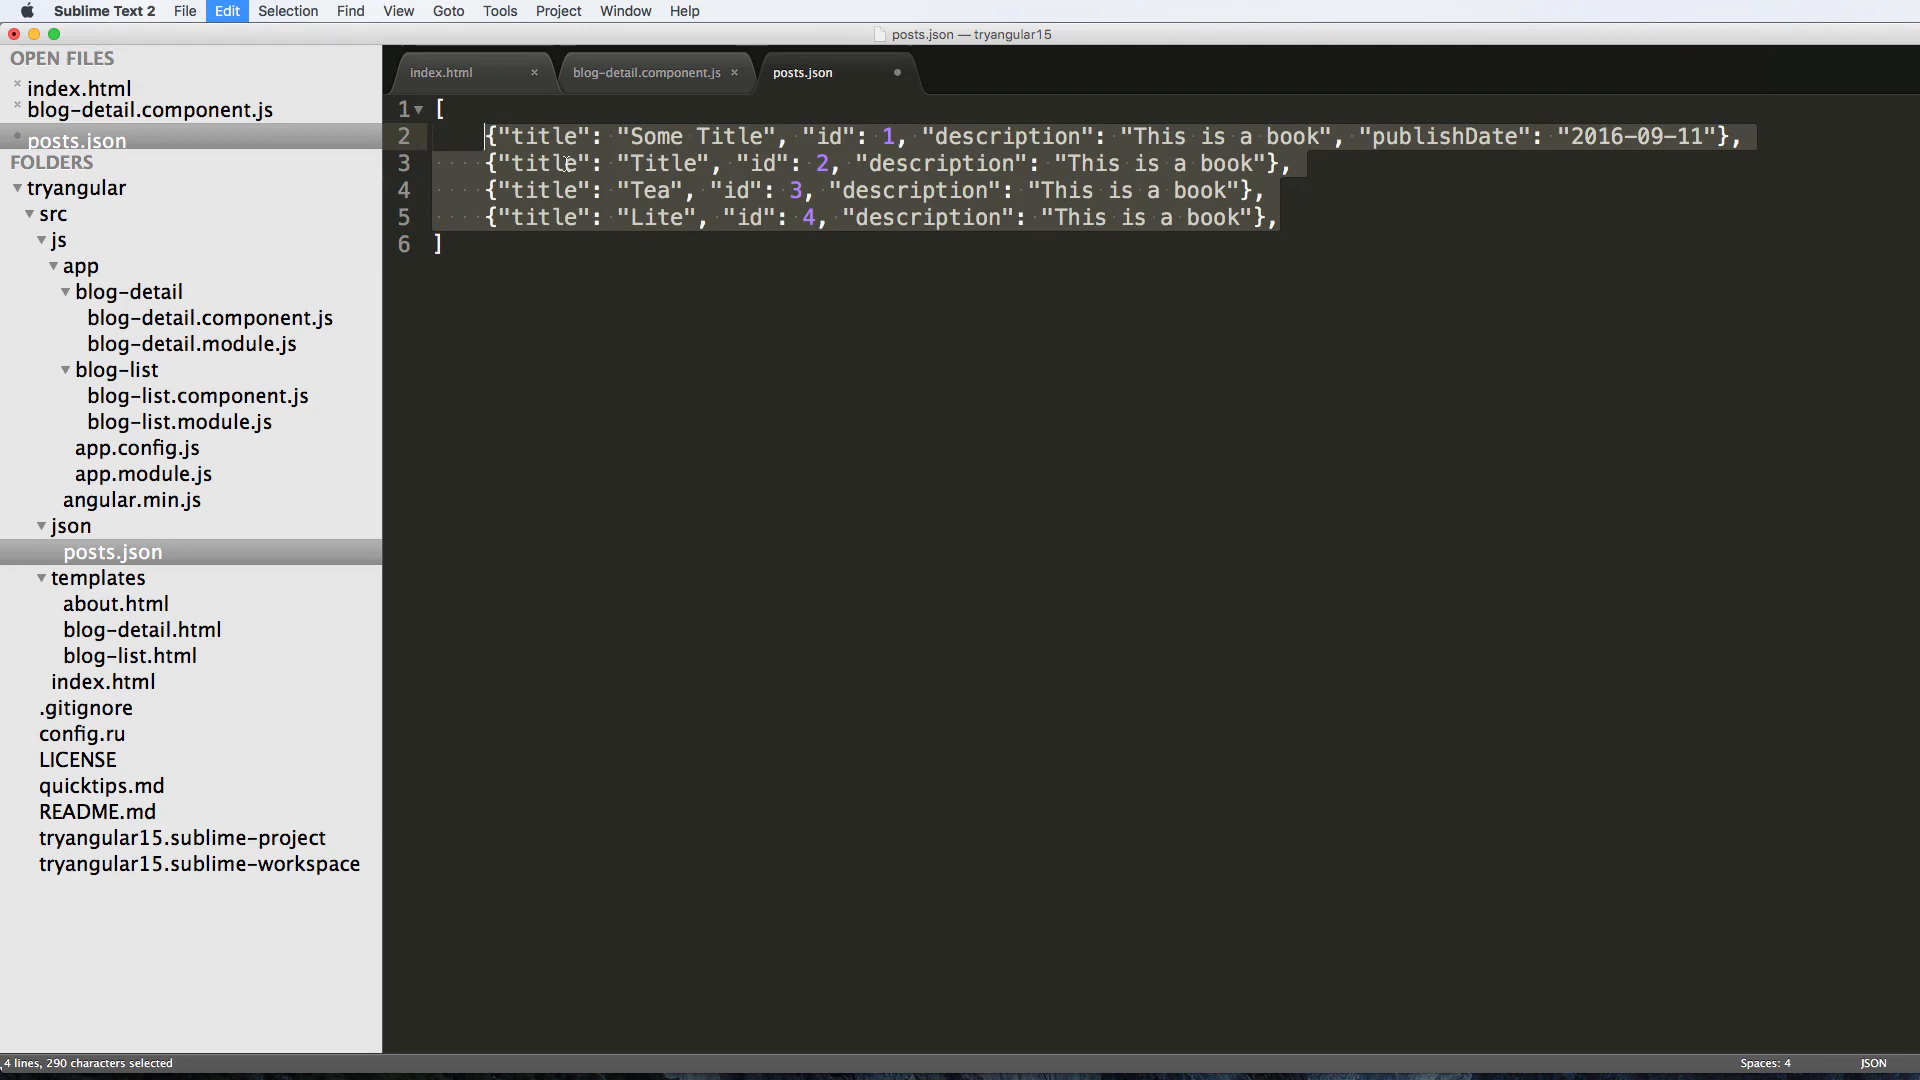 Sublime Text 2 File Edit Selection Find View Goto Tools Project Window Help
posts.json — tryangular15
OPEN FILES
index.html
blog-detail.component.js
posts.json
FOLDERS
tryangular
src
js
app
blog-detail
blog-detail.component.js
blog-detail.module.js
blog-list
blog-list.component.js
blog-list.module.js
app.config.js
app.module.js
angular.min.js
json
posts.json
templates
about.html
blog-detail.html
blog-list.html
index.html
.gitignore
config.ru
LICENSE
quicktips.md
README.md
tryangular15.sublime-project
tryangular15.sublime-workspace
index.html × blog-detail.component.js × posts.json
1 [
2 {"title": "Some Title", "id": 1, "description": "This is a book", "publishDate": "2016-09-11"},
3 {"title": "Title", "id": 2, "description": "This is a book"},
4 {"title": "Tea", "id": 3, "description": "This is a book"},
5 {"title": "Lite", "id": 4, "description": "This is a book"},
6 ]
4 lines, 290 characters selected Spaces: 4 JSON